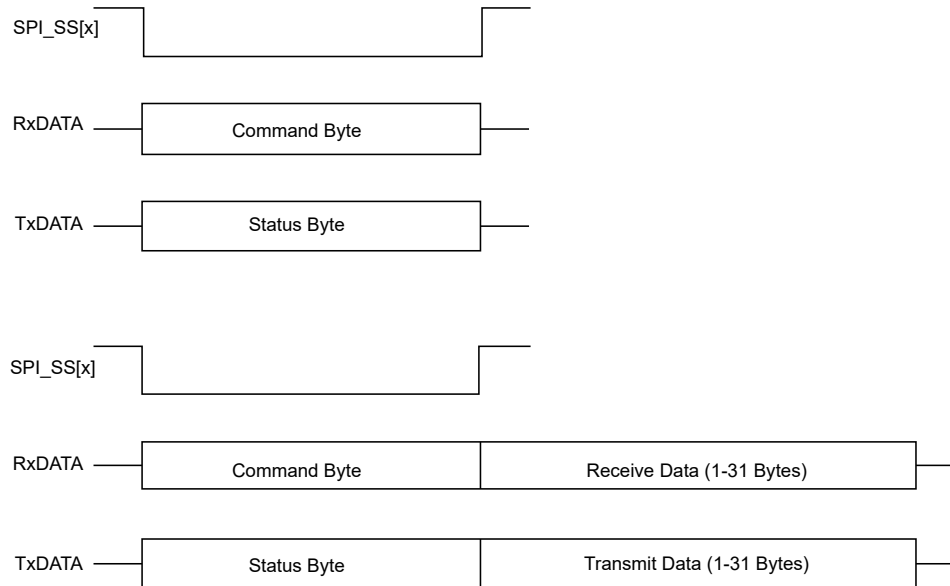 SPI_SS[x]
RxDATA Command Byte
TxDATA Status Byte
SPI_SS[x]
RxDATA Command Byte Receive Data (1-31 Bytes)
TxDATA Status Byte Transmit Data (1-31 Bytes)